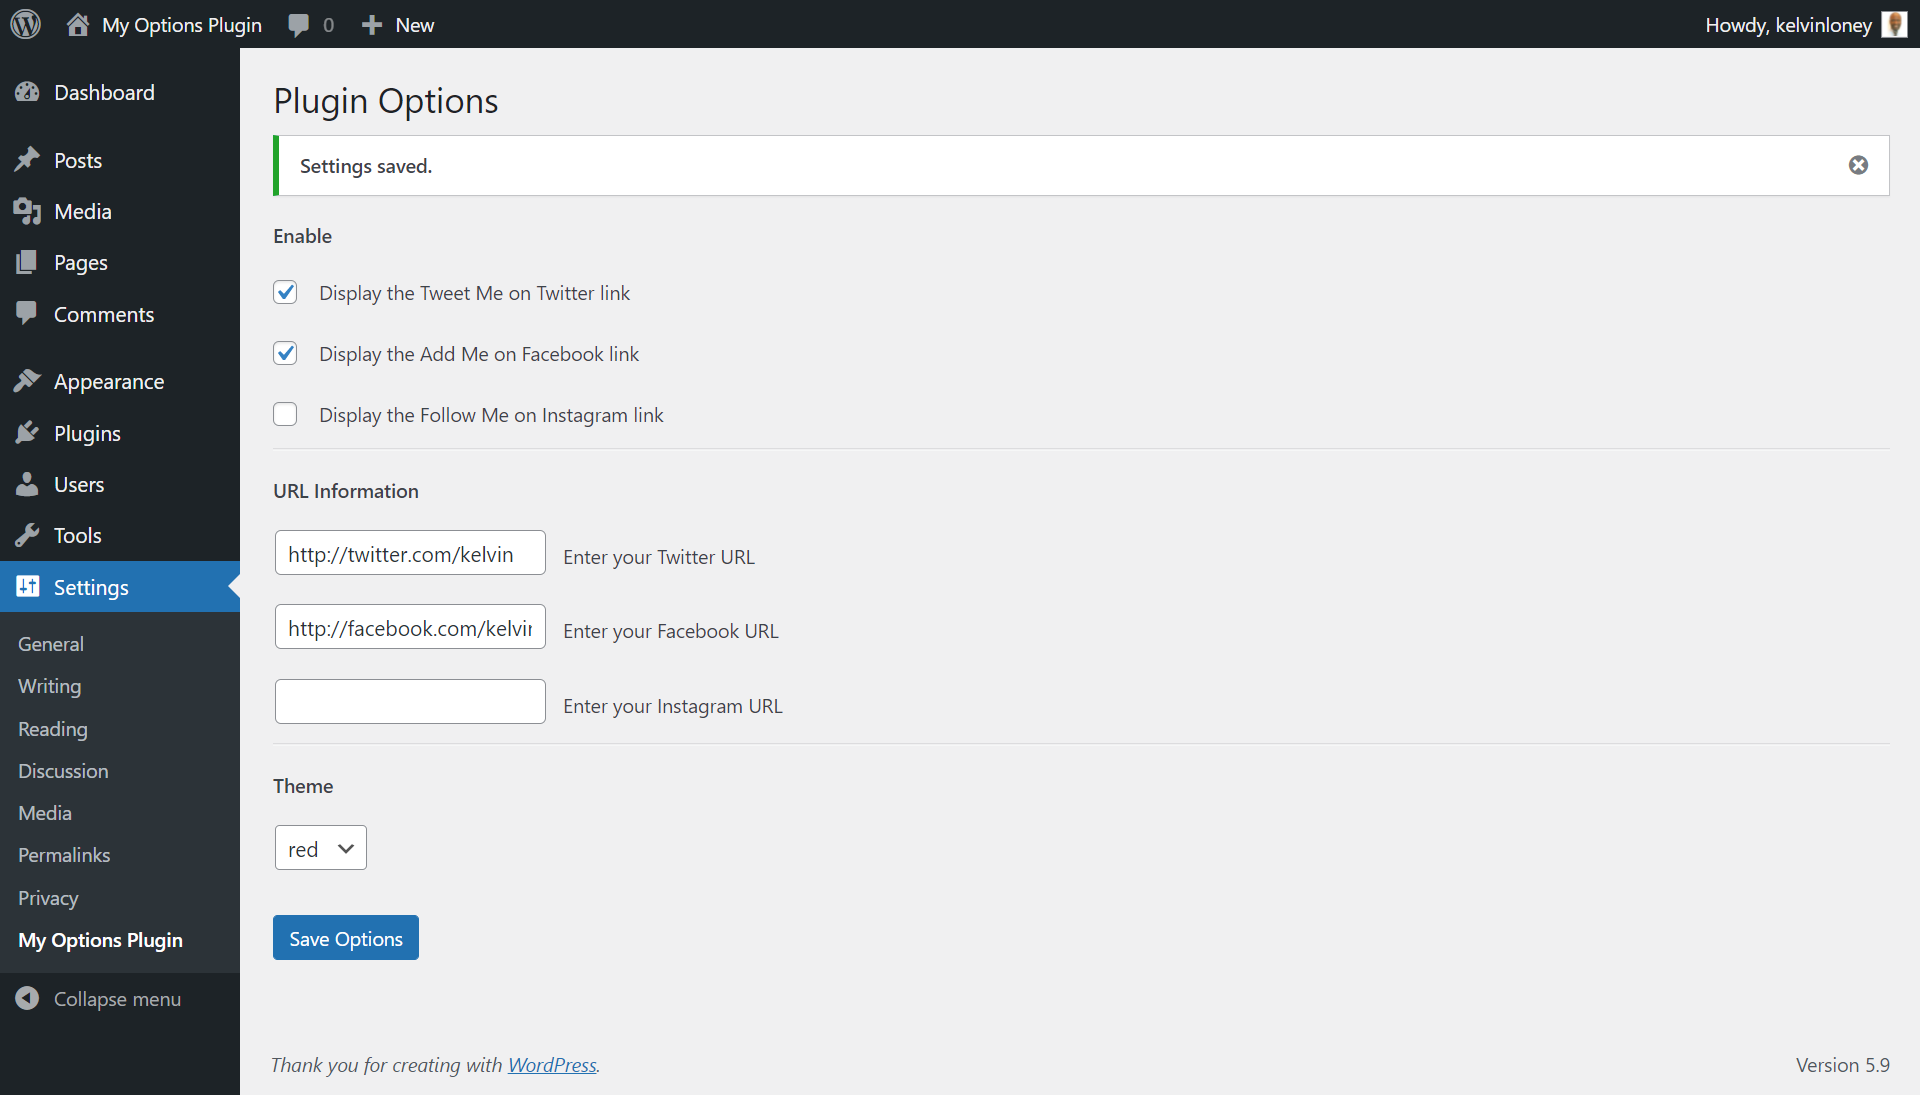 My Options Plugin
0
New
Howdy, kelvinloney
Dashboard
Posts
Media
Pages
Comments
Appearance
Plugins
Users
Tools
Settings
General
Writing
Reading
Discussion
Media
Permalinks
Privacy
My Options Plugin
Collapse menu
Plugin Options
Settings saved.
Enable
Display the Tweet Me on Twitter link
Display the Add Me on Facebook link
Display the Follow Me on Instagram link
URL Information
http://twitter.com/kelvin Enter your Twitter URL
http://facebook.com/kelvin Enter your Facebook URL
Enter your Instagram URL
Theme
red
Save Options
Thank you for creating with WordPress.
Version 5.9